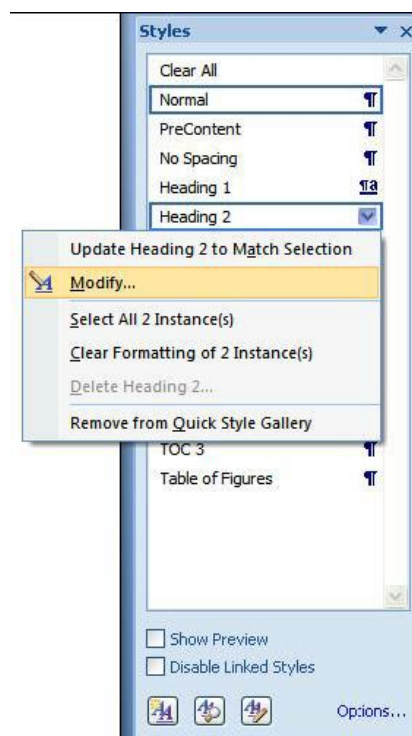 Styles
Clear All
Normal
PreContent
No Spacing
Heading 1
Heading 2
Update Heading 2 to Match Selection
Modify...
Select All 2 Instance(s)
Clear Formatting of 2 Instance(s)
Delete Heading 2...
Remove from Quick Style Gallery
TOC 3
Table of Figures
Show Preview
Disable Linked Styles
Options...